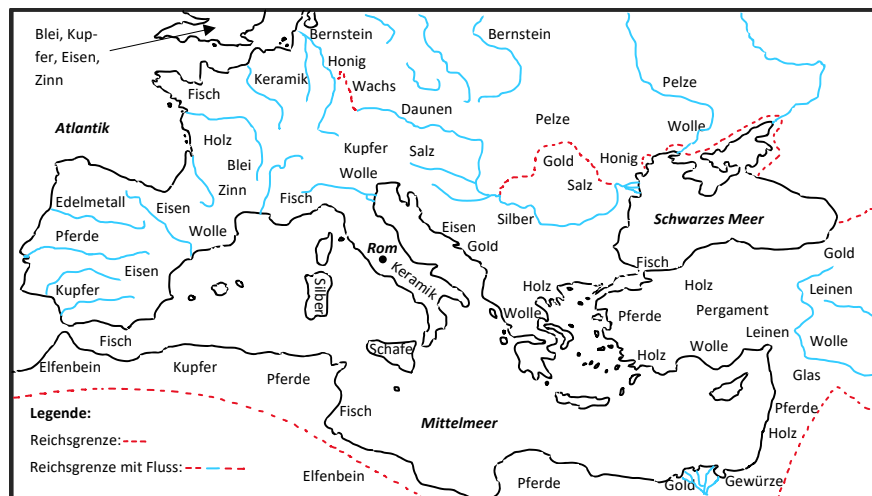 Blei, Kup-
fer, Eisen,
Zinn
Bernstein
Bernstein
Honig
Fisch
Keramik
Wachs
Pelze
Daunen
Atlantik
Pelze
Wolle
Holz
Kupfer
Salz
Gold
Honig
Blei
Zinn
Wolle
Salz
Edelmetall
Eisen
Fisch
Silber
Schwarzes Meer
Pferde
Wolle
Eisen
Gold
Rom
Gold
Eisen
Keramik
Fisch
Kupfer
Silber
Holz
Holz
Leinen
Wolle
Pferde
Pergament
Fisch
Schafe
Leinen
Wolle
Elfenbein
Kupfer
Holz
Wolle
Pferde
Glas
Legende:
Fisch
Mittelmeer
Pferde
Holz
Reichsgrenze:
Reichsgrenze mit Fluss:
Elfenbein
Pferde
Gold
Gewürze